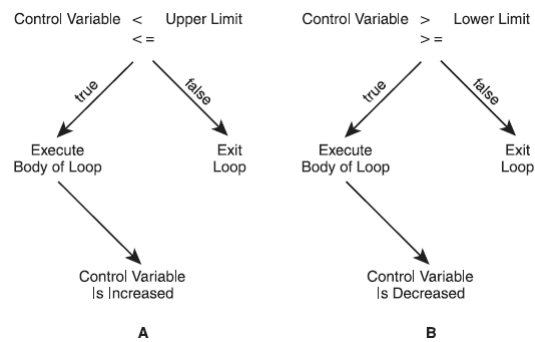 Control Variable < Upper Limit
<=
true
false
Execute
Body of Loop
Exit
Loop
Control Variable
Is Increased
A
Control Variable > Lower Limit
>=
true
false
Execute
Body of Loop
Exit
Loop
Control Variable
Is Decreased
B